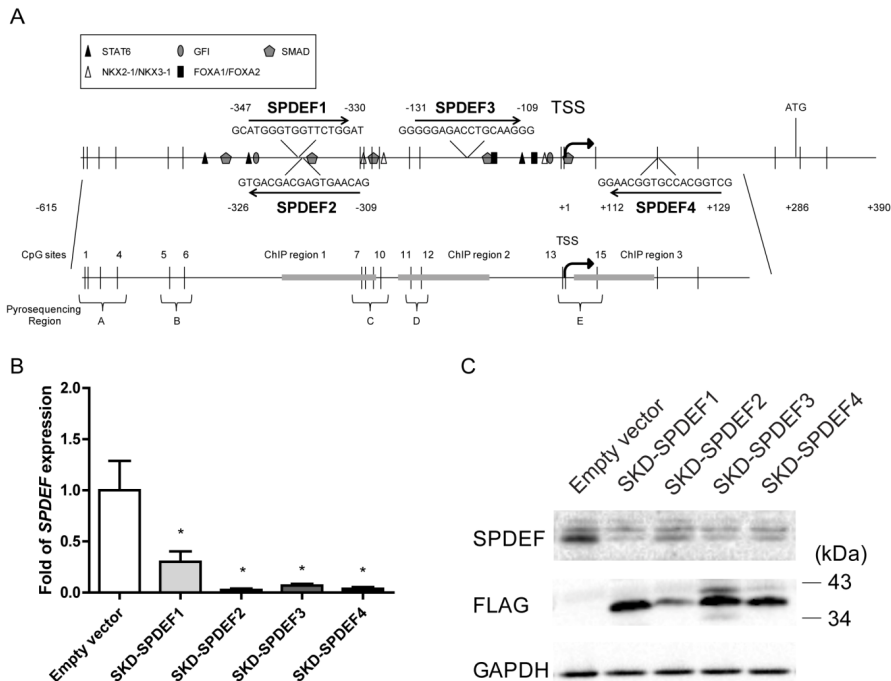 A
STAT6 GFI SMAD
NKX2-1/NKX3-1 FOXA1/FOXA2
-347 SPDEF1 -330 -131 SPDEF3 -109 TSS ATG
GCATGGGTGGTTCTGGAT GGGGGAGACCTGCAAGGG
GTGACGACGAGTGAACAG GGAACGGTGCCACGGTCG
-615 -326 SPDEF2 -309 +1 +112 SPDEF4 +129 +286 +390
TSS
CpG sites 1 4 5 6 ChIP region 1 7 10 11 12 ChIP region 2 13 15 ChIP region 3
Pyrosequencing
Region A B C D E
B
Fold of SPDEF expression
2.0
1.5
1.0
0.5
0.0
* * * *
Empty vector SKD-SPDEF1 SKD-SPDEF2 SKD-SPDEF3 SKD-SPDEF4
C
Empty vector SKD-SPDEF1 SKD-SPDEF2 SKD-SPDEF3 SKD-SPDEF4
SPDEF (kDa)
43
FLAG
34
GAPDH